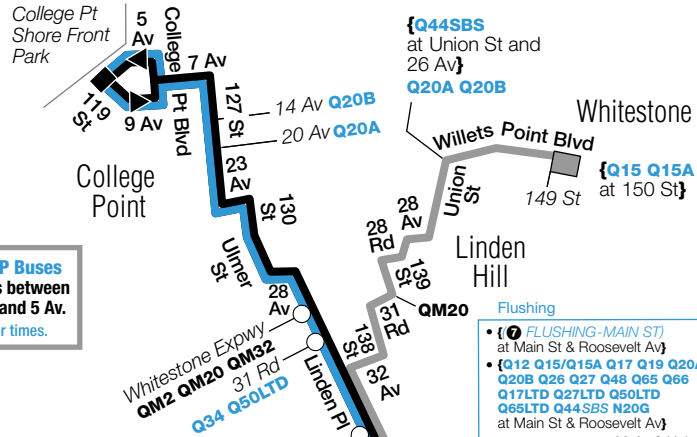 College Pt
Shore Front
Park
5
Av
College
Pt Blvd
7 Av
119
St
9 Av
127 St
14 Av Q20B
20 Av Q20A
College
Point
23
Av
130
St
Ulmer
St
28
Av
P Buses
s between
and 5 Av.
r times.
Whitestone Expwy
QM2 QM20 QM32
31 Rd
Q34 Q50LTD
Linden Pl
{Q44SBS
at Union St and
26 Av}
Q20A Q20B
Whitestone
Willets Point Blvd
{Q15 Q15A
at 150 St}
149 St
Union
St
28
Av
28
Rd
Linden
Hill
139
St
QM20
31
Rd
138
St
32
Av
Flushing
• {(7 FLUSHING-MAIN ST)
at Main St & Roosevelt Av}
• {Q12 Q15/Q15A Q17 Q19 Q20A
Q20B Q26 Q27 Q48 Q65 Q66
Q17LTD Q27LTD Q50LTD
Q65LTD Q44SBS N20G
at Main St & Roosevelt Av}